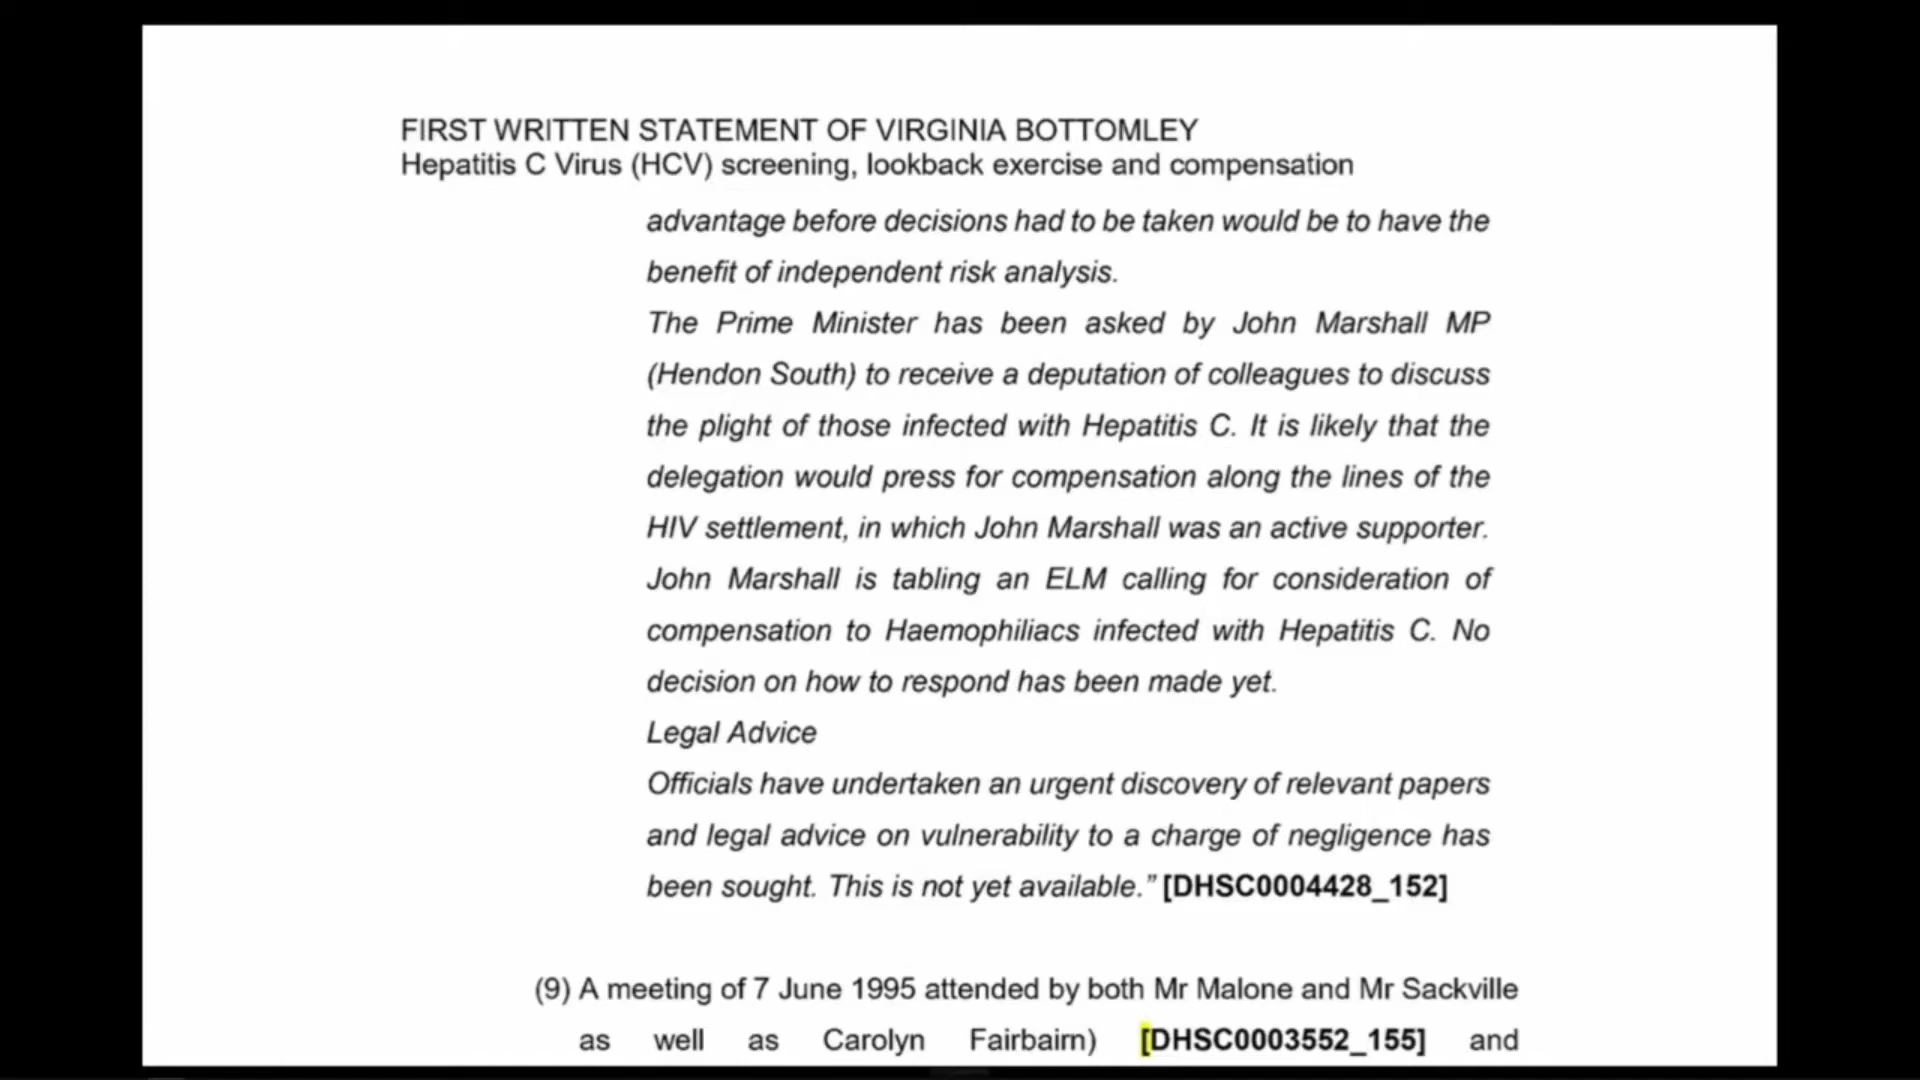 FIRST WRITTEN STATEMENT OF VIRGINIA BOTTOMLEY
Hepatitis C Virus (HCV) screening, lookback exercise and compensation
advantage before decisions had to be taken would be to have the
benefit of independent risk analysis.
The Prime Minister has been asked by John Marshall MP
(Hendon South) to receive a deputation of colleagues to discuss
the plight of those infected with Hepatitis C. It is likely that the
delegation would press for compensation along the lines of the
HIV settlement, in which John Marshall was an active supporter.
John Marshall is tabling an ELM calling for consideration of
compensation to Haemophiliacs infected with Hepatitis C. No
decision on how to respond has been made yet.
Legal Advice
Officials have undertaken an urgent discovery of relevant papers
and legal advice on vulnerability to a charge of negligence has
been sought. This is not yet available.” [DHSC0004428_152]
(9) A meeting of 7 June 1995 attended by both Mr Malone and Mr Sackville
as well as Carolyn Fairbairn) [DHSC0003552_155] and